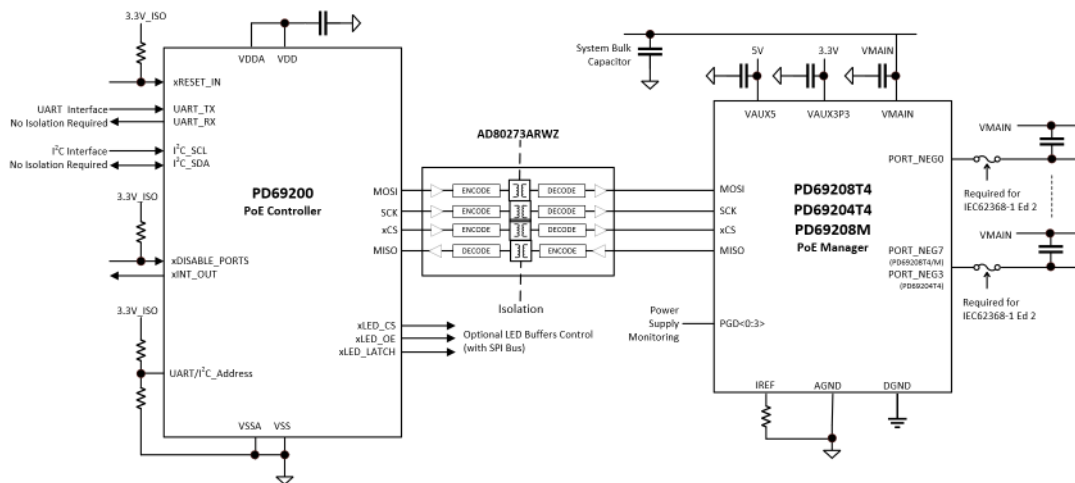 3.3V_ISO
VDDA
VDD
xRESET_IN
UART Interface
No Isolation Required
UART_TX
UART_RX
I²C Interface
No Isolation Required
I²C_SCL
I²C_SDA
PD69200
PoE Controller
3.3V_ISO
xDISABLE_PORTS
xINT_OUT
3.3V_ISO
UART/I²C_Address
VSSA
VSS
MOSI
SCK
xCS
MISO
xLED_CS
xLED_OE
xLED_LATCH
Optional LED Buffers Control
(with SPI Bus)
AD80273ARWZ
ENCODE
DECODE
ENCODE
DECODE
ENCODE
DECODE
DECODE
ENCODE
Isolation
System Bulk
Capacitor
5V
3.3V
VMAIN
VAUX5
VAUX3P3
VMAIN
MOSI
SCK
xCS
MISO
PD69208T4
PD69204T4
PD69208M
PoE Manager
Power
Supply
Monitoring
PGD<0:3>
IREF
AGND
DGND
PORT_NEG0
PORT_NEG7
(PD69208T4/M)
PORT_NEG3
(PD69204T4)
VMAIN
Required for
IEC62368-1 Ed 2
VMAIN
Required for
IEC62368-1 Ed 2